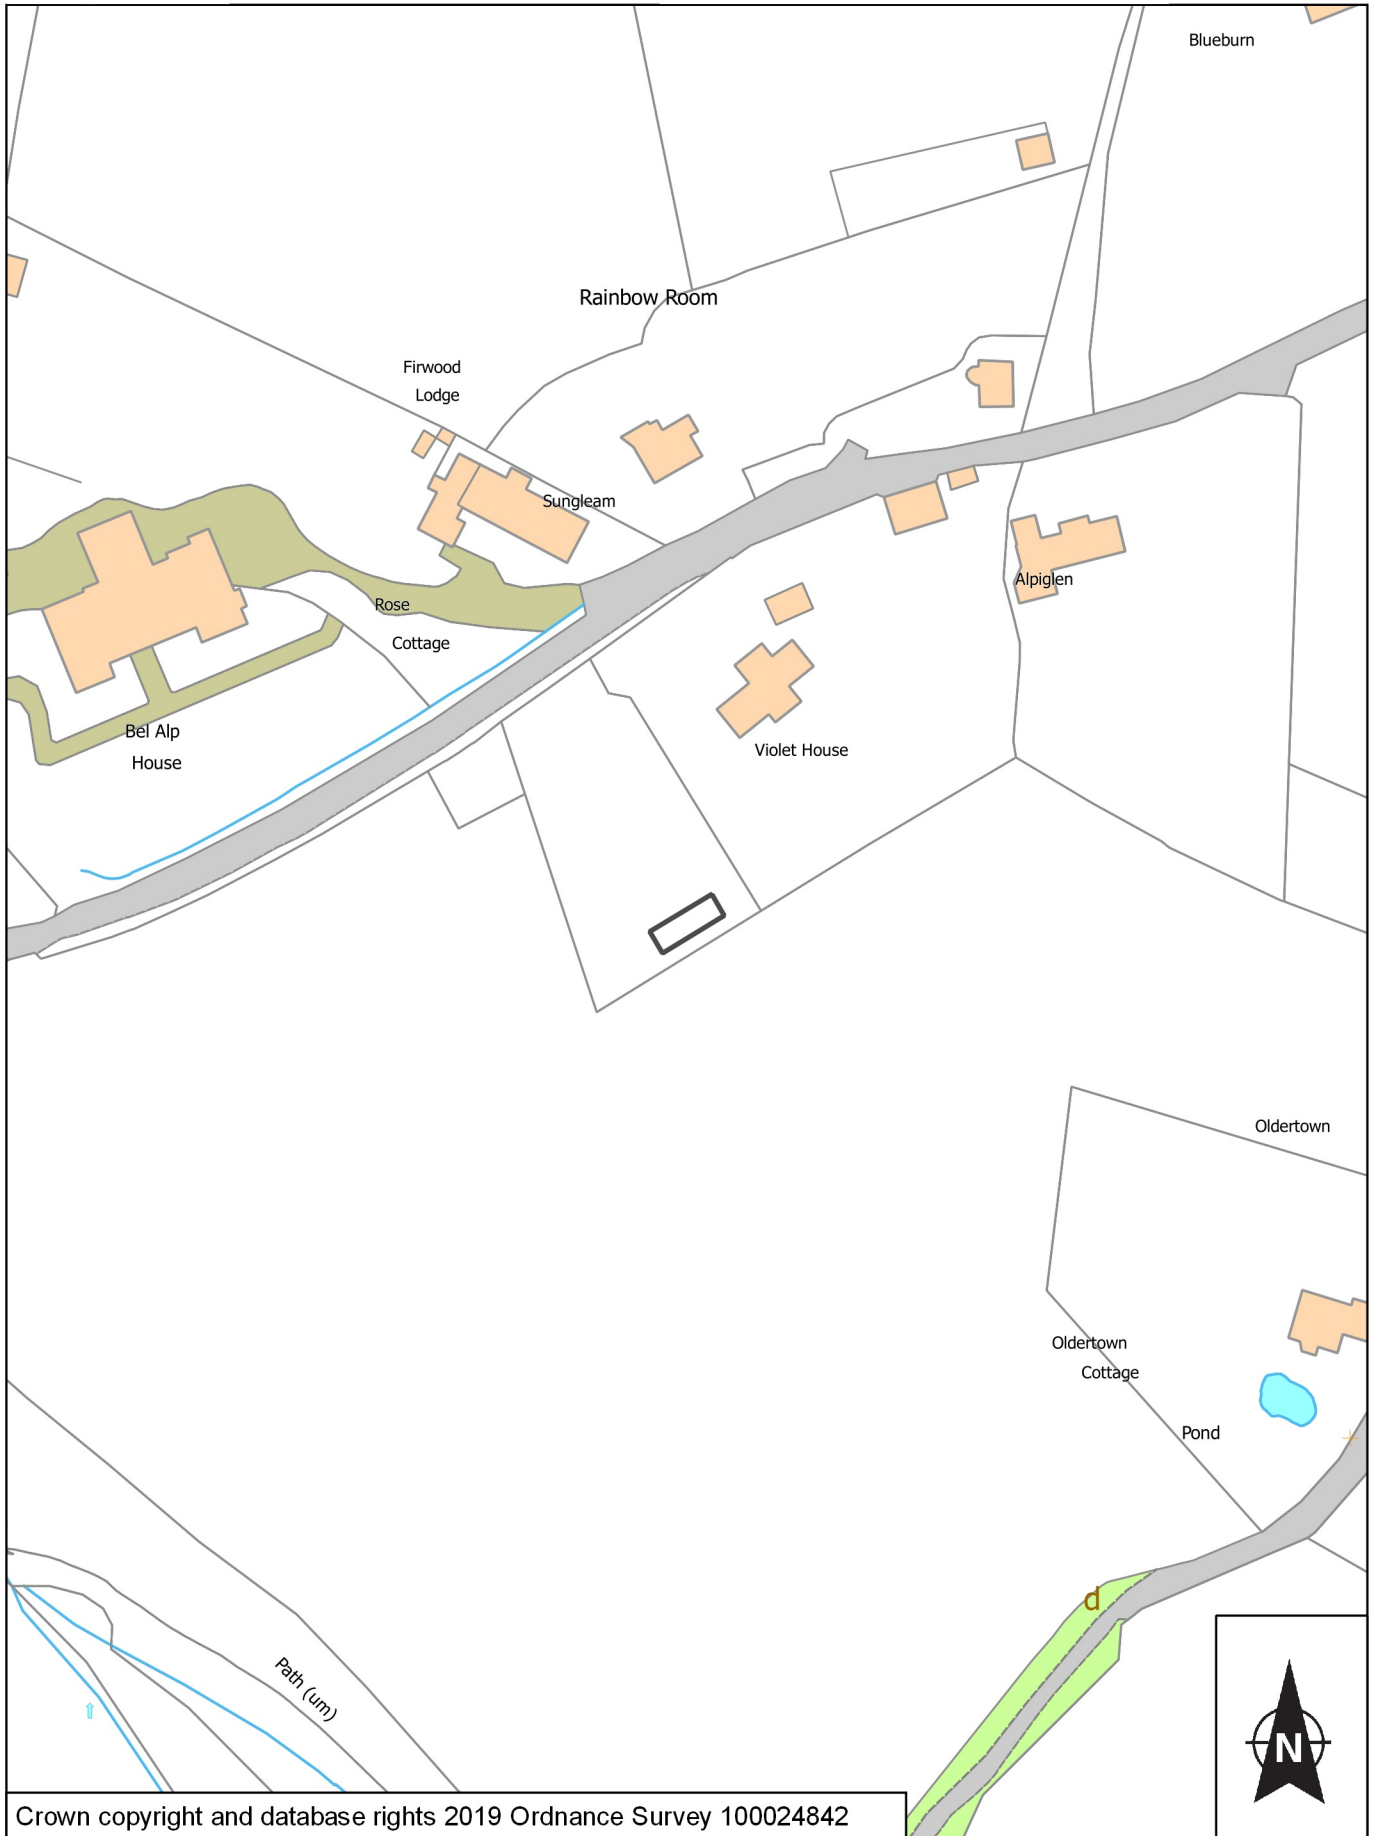 Blueburn
Rainbow Room
Firwood
Lodge
Sungleam
Alpiglen
Rose
Cottage
Bel Alp
House
Violet House
Oldertown
Oldertown
Cottage
Pond
d
Path (um)
N
Crown copyright and database rights 2019 Ordnance Survey 100024842